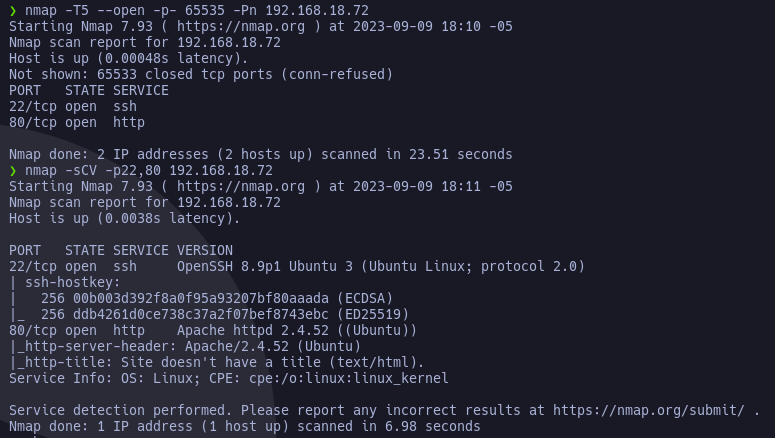 ❯ nmap -T5 --open -p- 65535 -Pn 192.168.18.72
Starting Nmap 7.93 ( https://nmap.org ) at 2023-09-09 18:10 -05
Nmap scan report for 192.168.18.72
Host is up (0.00048s latency).
Not shown: 65533 closed tcp ports (conn-refused)
PORT   STATE SERVICE
22/tcp open  ssh
80/tcp open  http
Nmap done: 2 IP addresses (2 hosts up) scanned in 23.51 seconds
❯ nmap -sCV -p22,80 192.168.18.72
Starting Nmap 7.93 ( https://nmap.org ) at 2023-09-09 18:11 -05
Nmap scan report for 192.168.18.72
Host is up (0.0038s latency).
PORT   STATE SERVICE VERSION
22/tcp open  ssh     OpenSSH 8.9p1 Ubuntu 3 (Ubuntu Linux; protocol 2.0)
| ssh-hostkey:
|   256 00b003d392f8a0f95a93207bf80aaada (ECDSA)
|_  256 ddb4261d0ce738c37a2f07bef8743ebc (ED25519)
80/tcp open  http    Apache httpd 2.4.52 ((Ubuntu))
|_http-server-header: Apache/2.4.52 (Ubuntu)
|_http-title: Site doesn't have a title (text/html).
Service Info: OS: Linux; CPE: cpe:/o:linux:linux_kernel
Service detection performed. Please report any incorrect results at https://nmap.org/submit/ .
Nmap done: 1 IP address (1 host up) scanned in 6.98 seconds